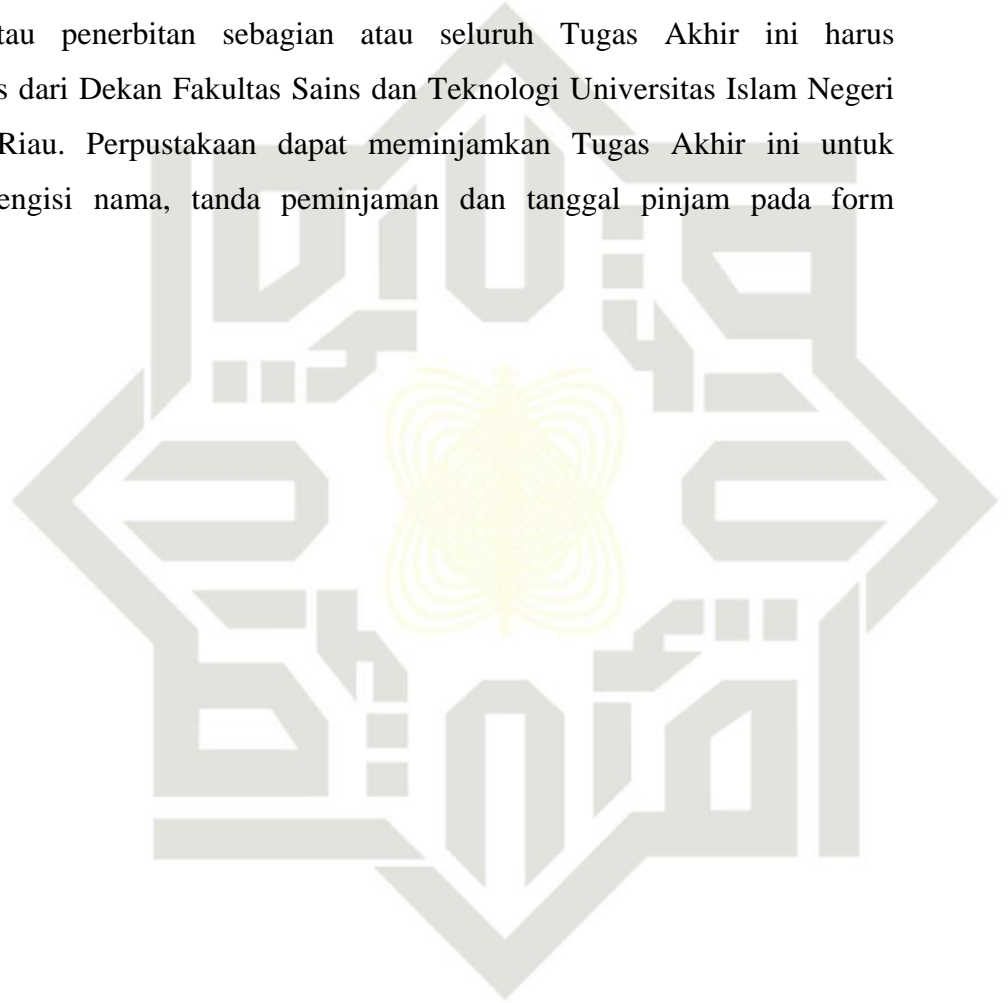 tau penerbitan sebagian atau seluruh Tugas Akhir ini harus
s dari Dekan Fakultas Sains dan Teknologi Universitas Islam Negeri
Riau. Perpustakaan dapat meminjamkan Tugas Akhir ini untuk
engisi nama, tanda peminjaman dan tanggal pinjam pada form